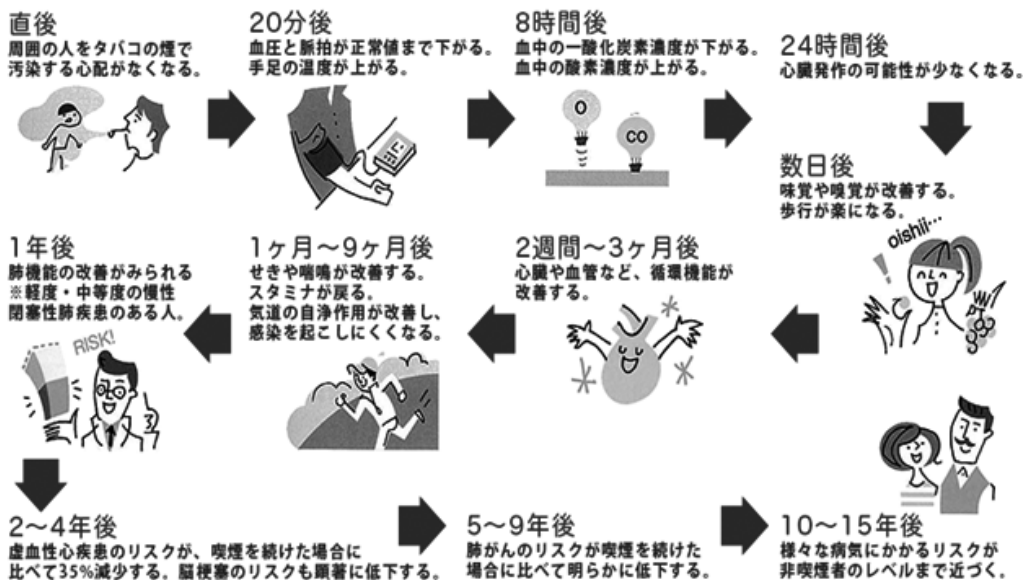 直後
周囲の人をタバコの煙で
汚染する心配がなくなる。
20分後
血圧と脈拍が正常値まで下がる。
手足の温度が上がる。
8時間後
血中の一酸化炭素濃度が下がる。
血中の酸素濃度が上がる。
O
CO
24時間後
心臓発作の可能性が少なくなる。
数日後
味覚や嗅覚が改善する。
歩行が楽になる。
oishii…
2週間〜3ヶ月後
心臓や血管など、循環機能が
改善する。
1ヶ月〜9ヶ月後
せきや喘鳴が改善する。
スタミナが戻る。
気道の自浄作用が改善し、
感染を起こしにくくなる。
1年後
肺機能の改善がみられる
※軽度・中等度の慢性
閉塞性肺疾患のある人。
RISK!
2〜4年後
虚血性心疾患のリスクが、喫煙を続けた場合に
比べて35%減少する。脳梗塞のリスクも顕著に低下する。
5〜9年後
肺がんのリスクが喫煙を続けた
場合に比べて明らかに低下する。
10〜15年後
様々な病気にかかるリスクが
非喫煙者のレベルまで近づく。